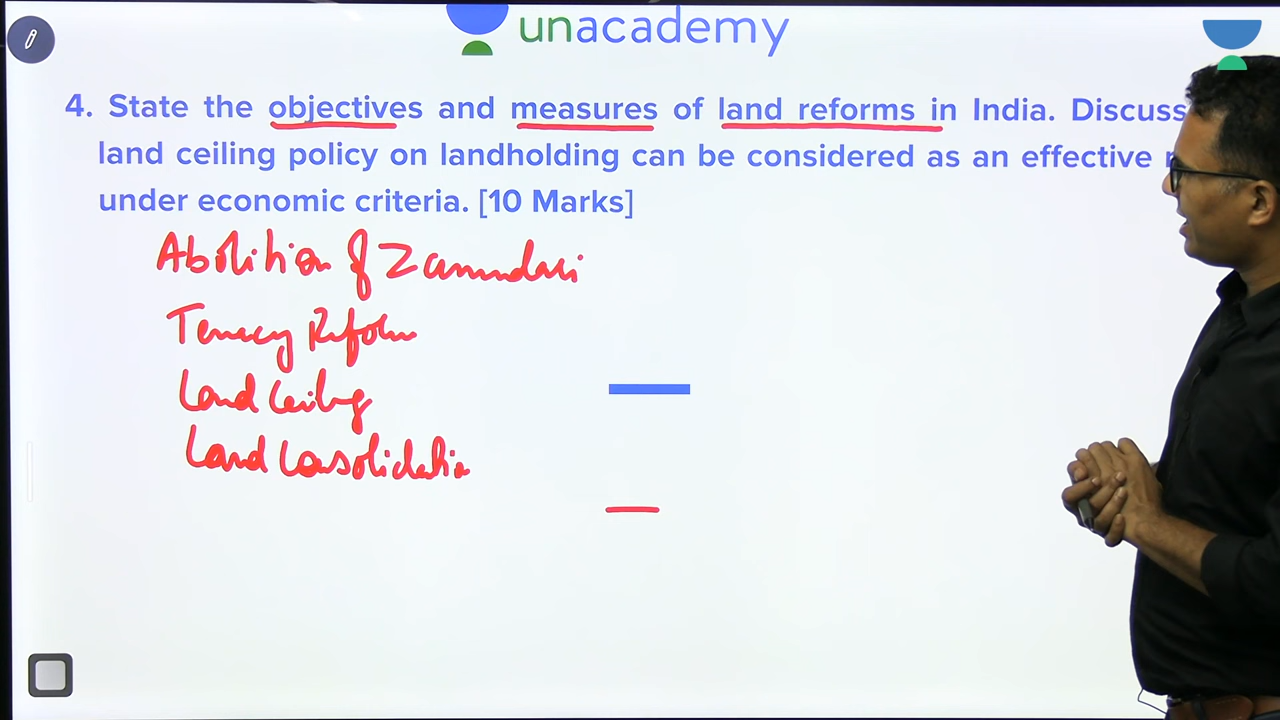 unacademy
4. State the objectives and measures of land reforms in India. Discuss
land ceiling policy on landholding can be considered as an effective
under economic criteria. [10 Marks]
Abolition of Zamindari
Tenacy Reform
Land Ceiling
Land Consolidation